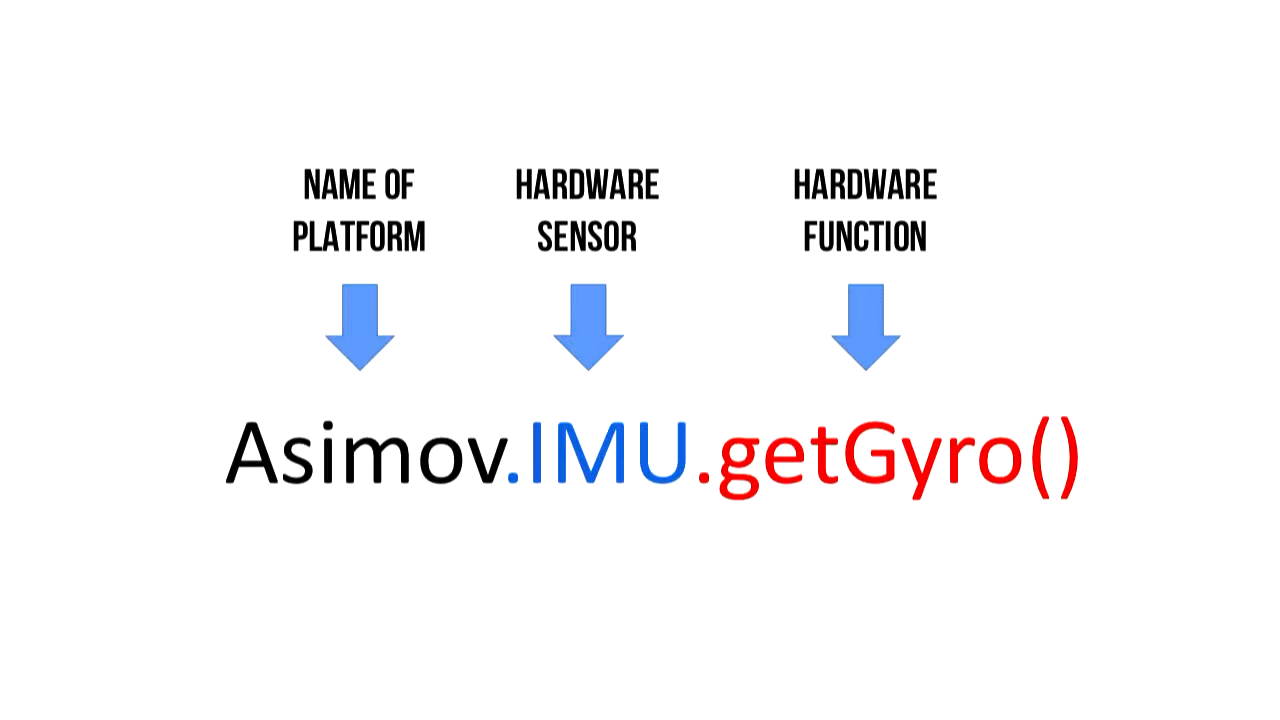 NAME OF
PLATFORM
HARDWARE
SENSOR
HARDWARE
FUNCTION
Asimov.IMU.getGyro()